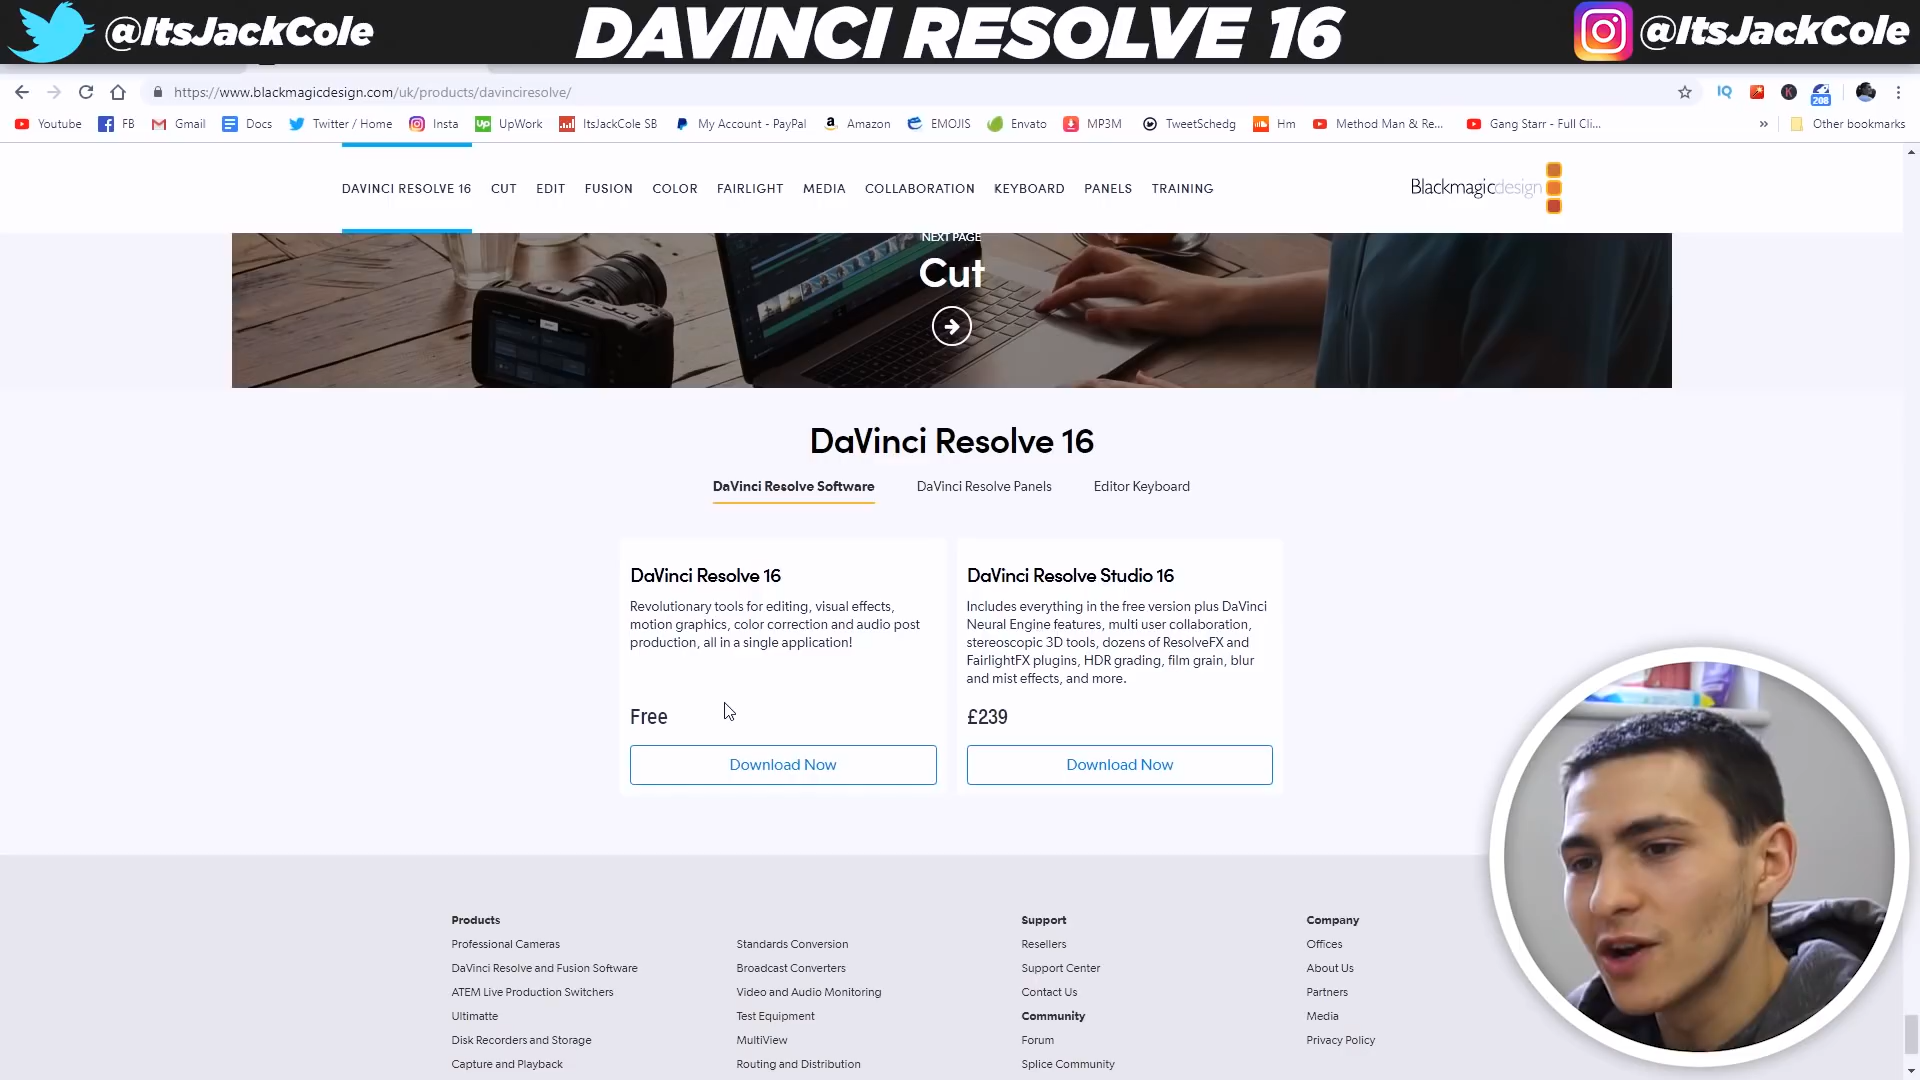 @ItsJackCole
DAVINCI RESOLVE 16
@ItsJackCole
https://www.blackmagicdesign.com/uk/products/davinciresolve/
IQ
K
208
Youtube
FB
Gmail
Docs
Twitter / Home
Insta
Up
UpWork
ItsJackCole SB
My Account - PayPal
Amazon
EMOJIS
Envato
MP3M
TweetSchedg
Hm
Method Man & Re...
Gang Starr - Full Cli...
»
Other bookmarks
DAVINCI RESOLVE 16
CUT
EDIT
FUSION
COLOR
FAIRLIGHT
MEDIA
COLLABORATION
KEYBOARD
PANELS
TRAINING
Blackmagicdesign
NEXT PAGE
Cut
DaVinci Resolve 16
DaVinci Resolve Software
DaVinci Resolve Panels
Editor Keyboard
DaVinci Resolve 16
Revolutionary tools for editing, visual effects,
motion graphics, color correction and audio post
production, all in a single application!
Free
Download Now
DaVinci Resolve Studio 16
Includes everything in the free version plus DaVinci
Neural Engine features, multi user collaboration,
stereoscopic 3D tools, dozens of ResolveFX and
FairlightFX plugins, HDR grading, film grain, blur
and mist effects, and more.
£239
Download Now
Products
Professional Cameras
DaVinci Resolve and Fusion Software
ATEM Live Production Switchers
Ultimatte
Disk Recorders and Storage
Capture and Playback
Standards Conversion
Broadcast Converters
Video and Audio Monitoring
Test Equipment
MultiView
Routing and Distribution
Support
Resellers
Support Center
Contact Us
Community
Forum
Splice Community
Company
Offices
About Us
Partners
Media
Privacy Policy